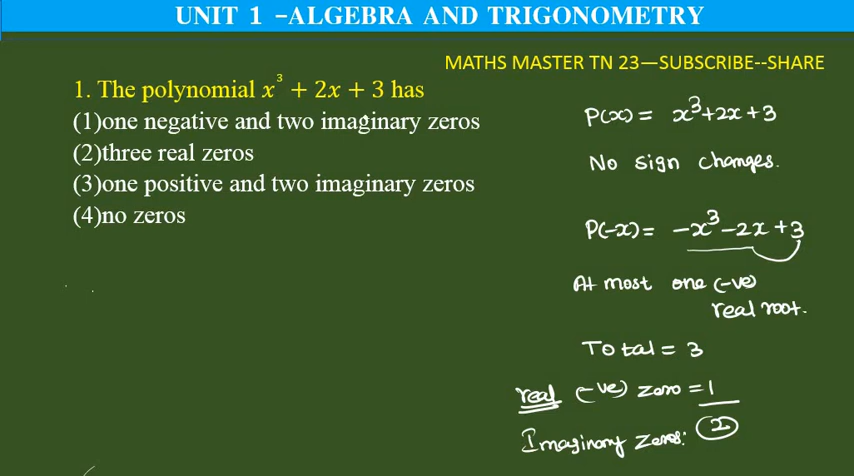 UNIT 1 –ALGEBRA AND TRIGONOMETRY
MATHS MASTER TN 23—SUBSCRIBE--SHARE
1. The polynomial x³ + 2x + 3 has
(1)one negative and two imaginary zeros
(2)three real zeros
(3)one positive and two imaginary zeros
(4)no zeros
P(x) = x³+2x+3
No sign changes.
P(-x) = -x³-2x+3
At most one (-ve)
real root.
Total = 3
real (-ve) zero = 1
Imaginary zeros: 2